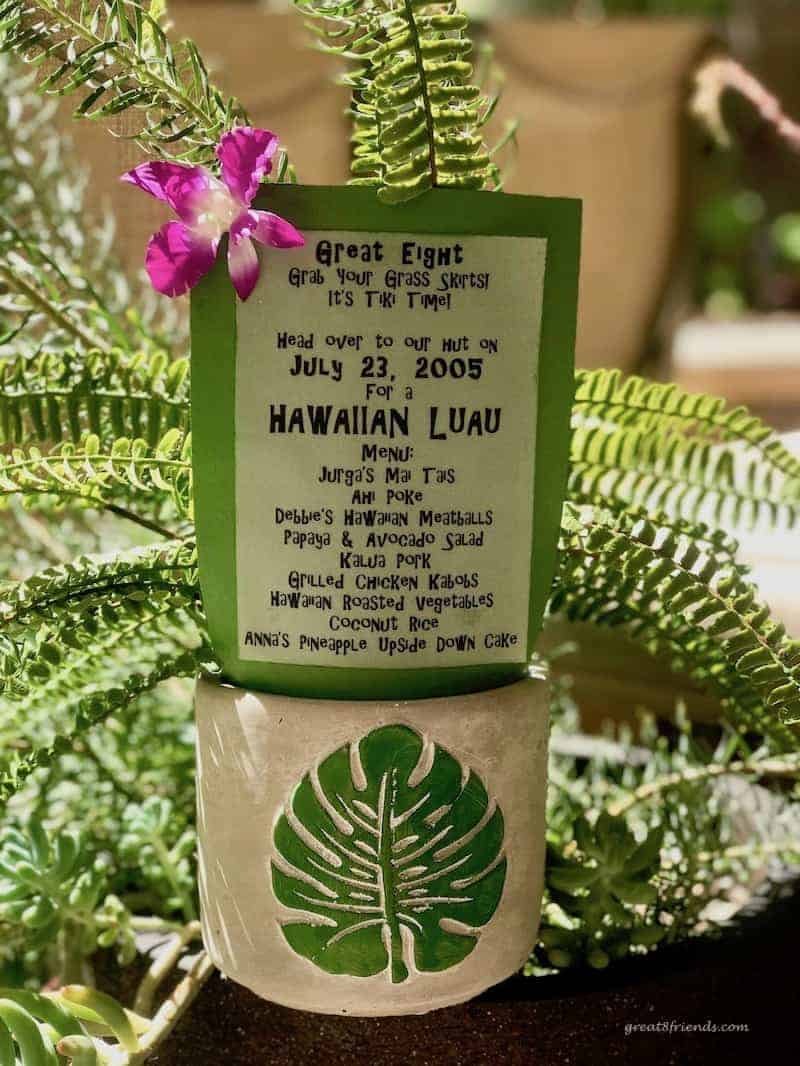 Great Eight
Grab Your Grass Skirts!
It's Tiki Time!
Head over to our hut on
July 23, 2005
For a
Hawaiian Luau
Menu:
Jurga's Mai Tais
Ahi Poke
Debbie's Hawaiian Meatballs
Papaya & Avocado Salad
Kalua Pork
Grilled Chicken Kabobs
Hawaiian Roasted Vegetables
Coconut Rice
Anna's Pineapple Upside Down Cake
great8friends.com